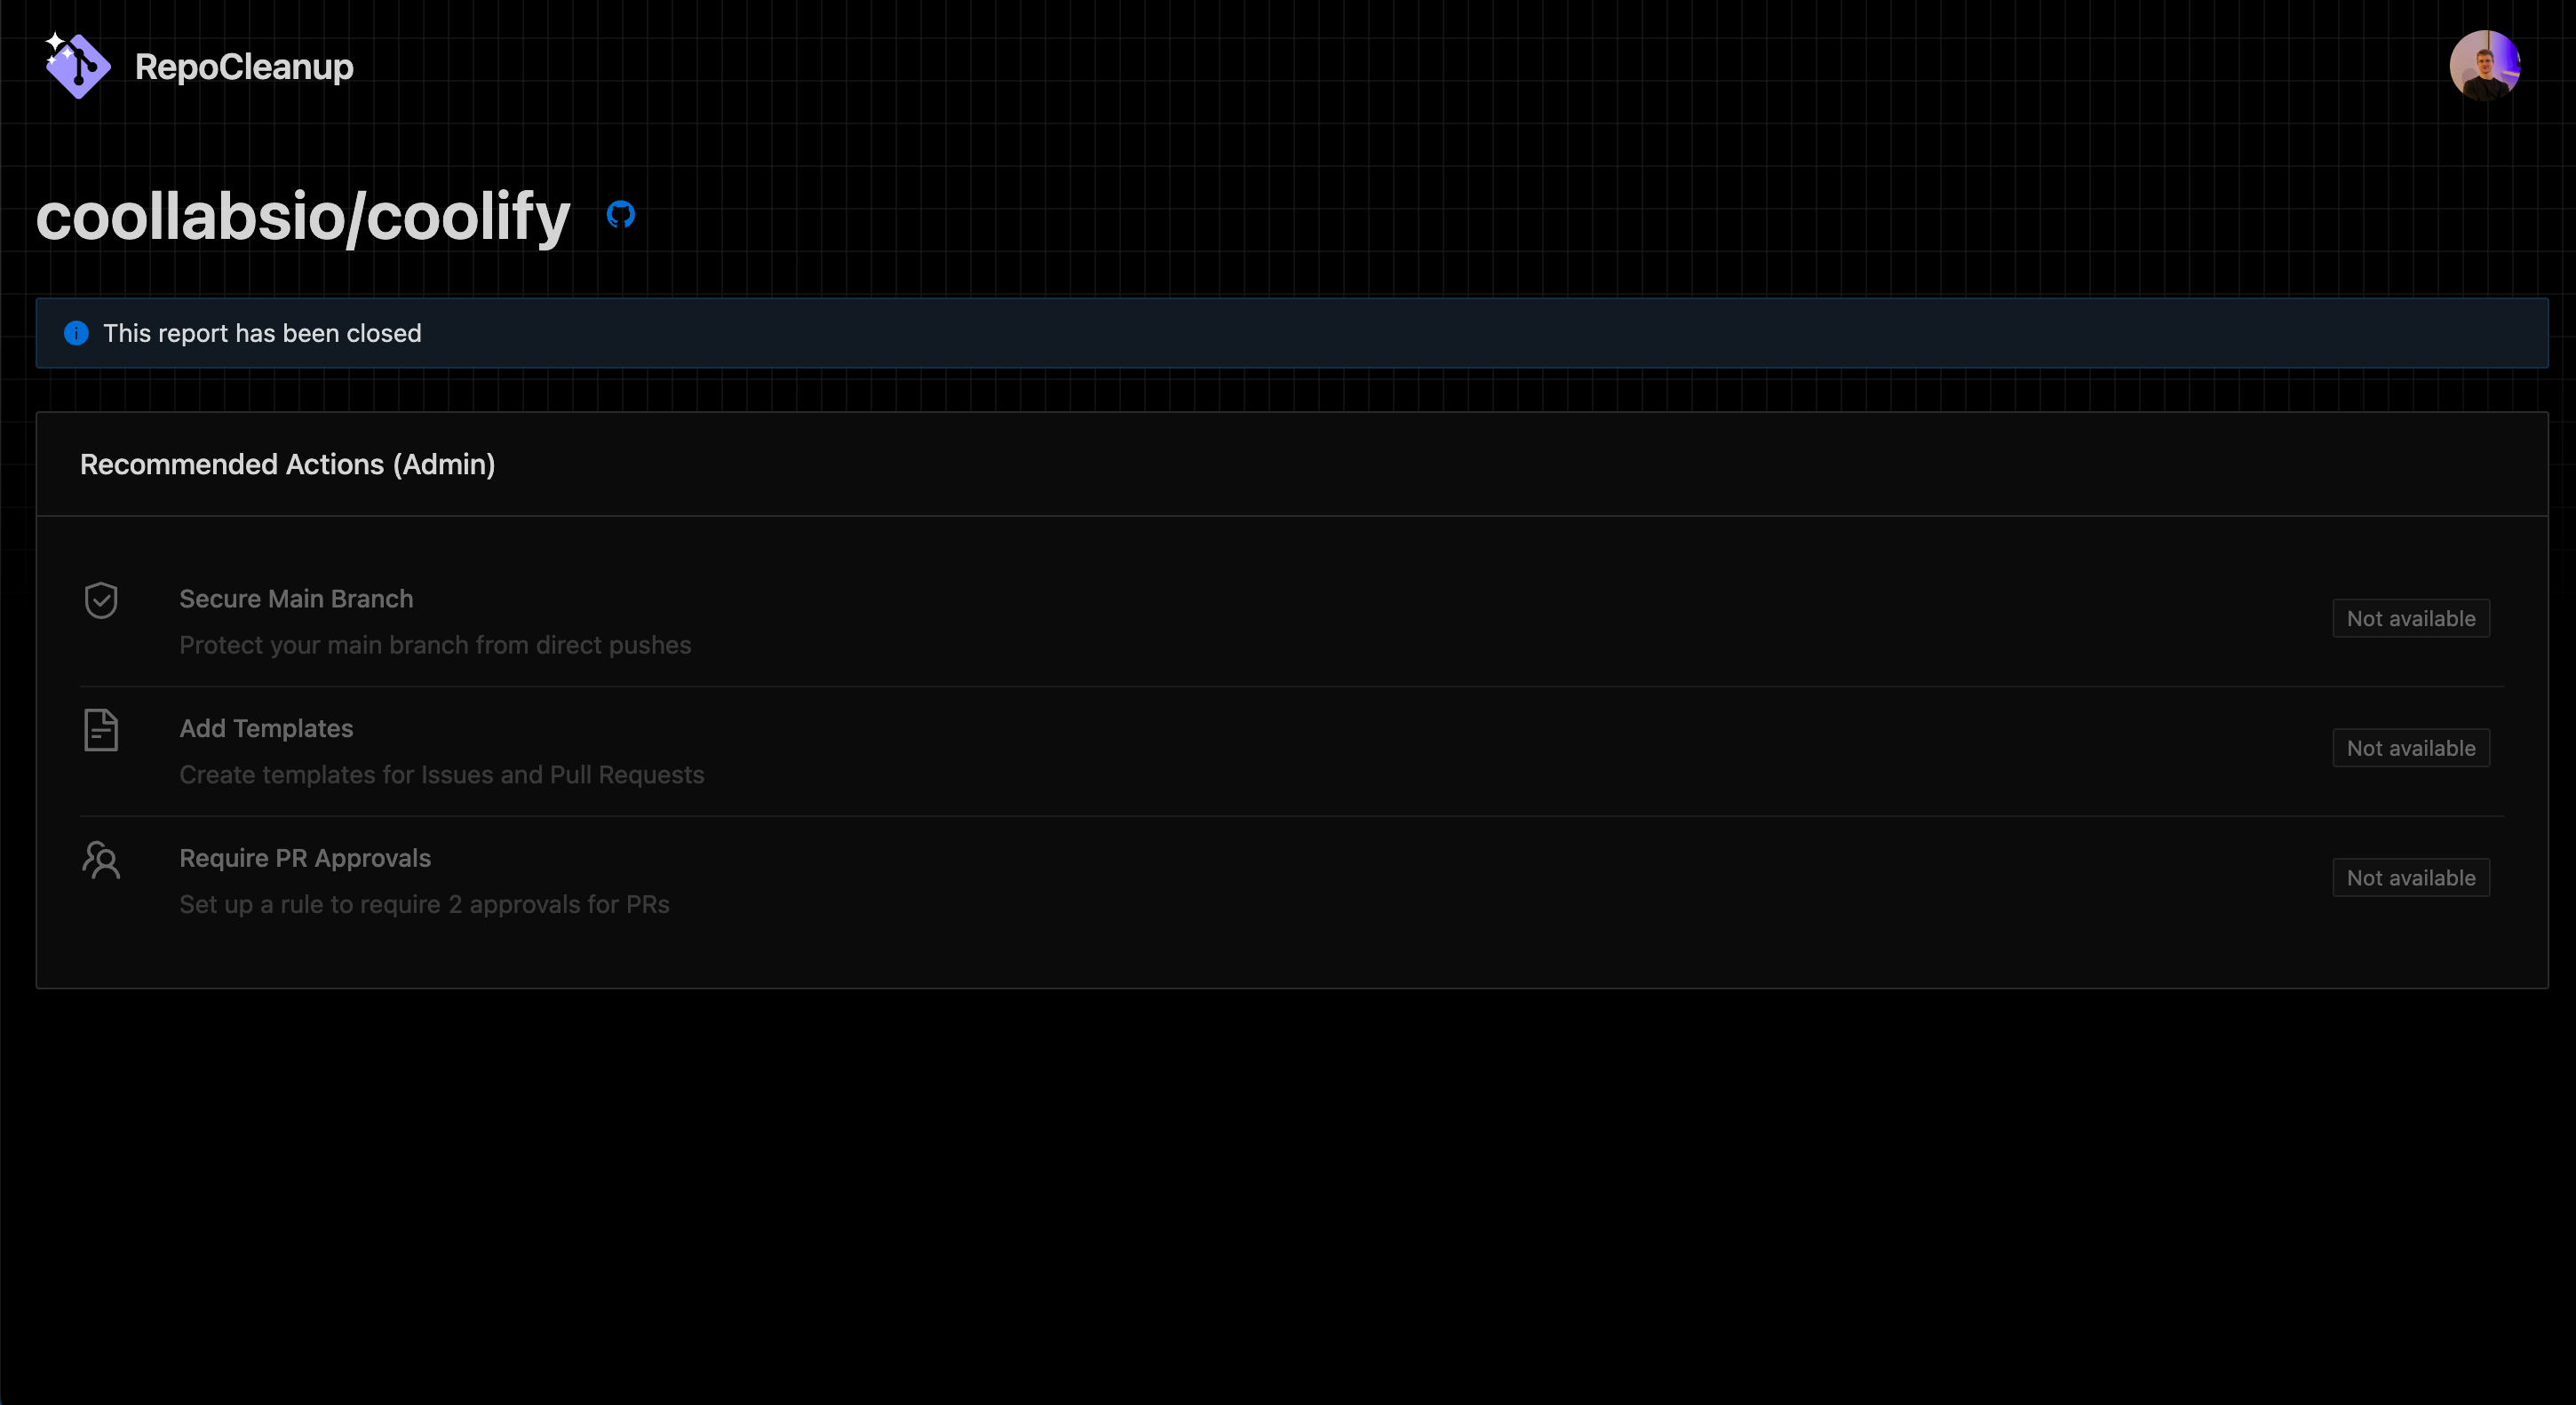 RepoCleanup
coollabsio/coolify
This report has been closed
Recommended Actions (Admin)
Secure Main Branch
Protect your main branch from direct pushes
Not available
Add Templates
Create templates for Issues and Pull Requests
Not available
Require PR Approvals
Set up a rule to require 2 approvals for PRs
Not available